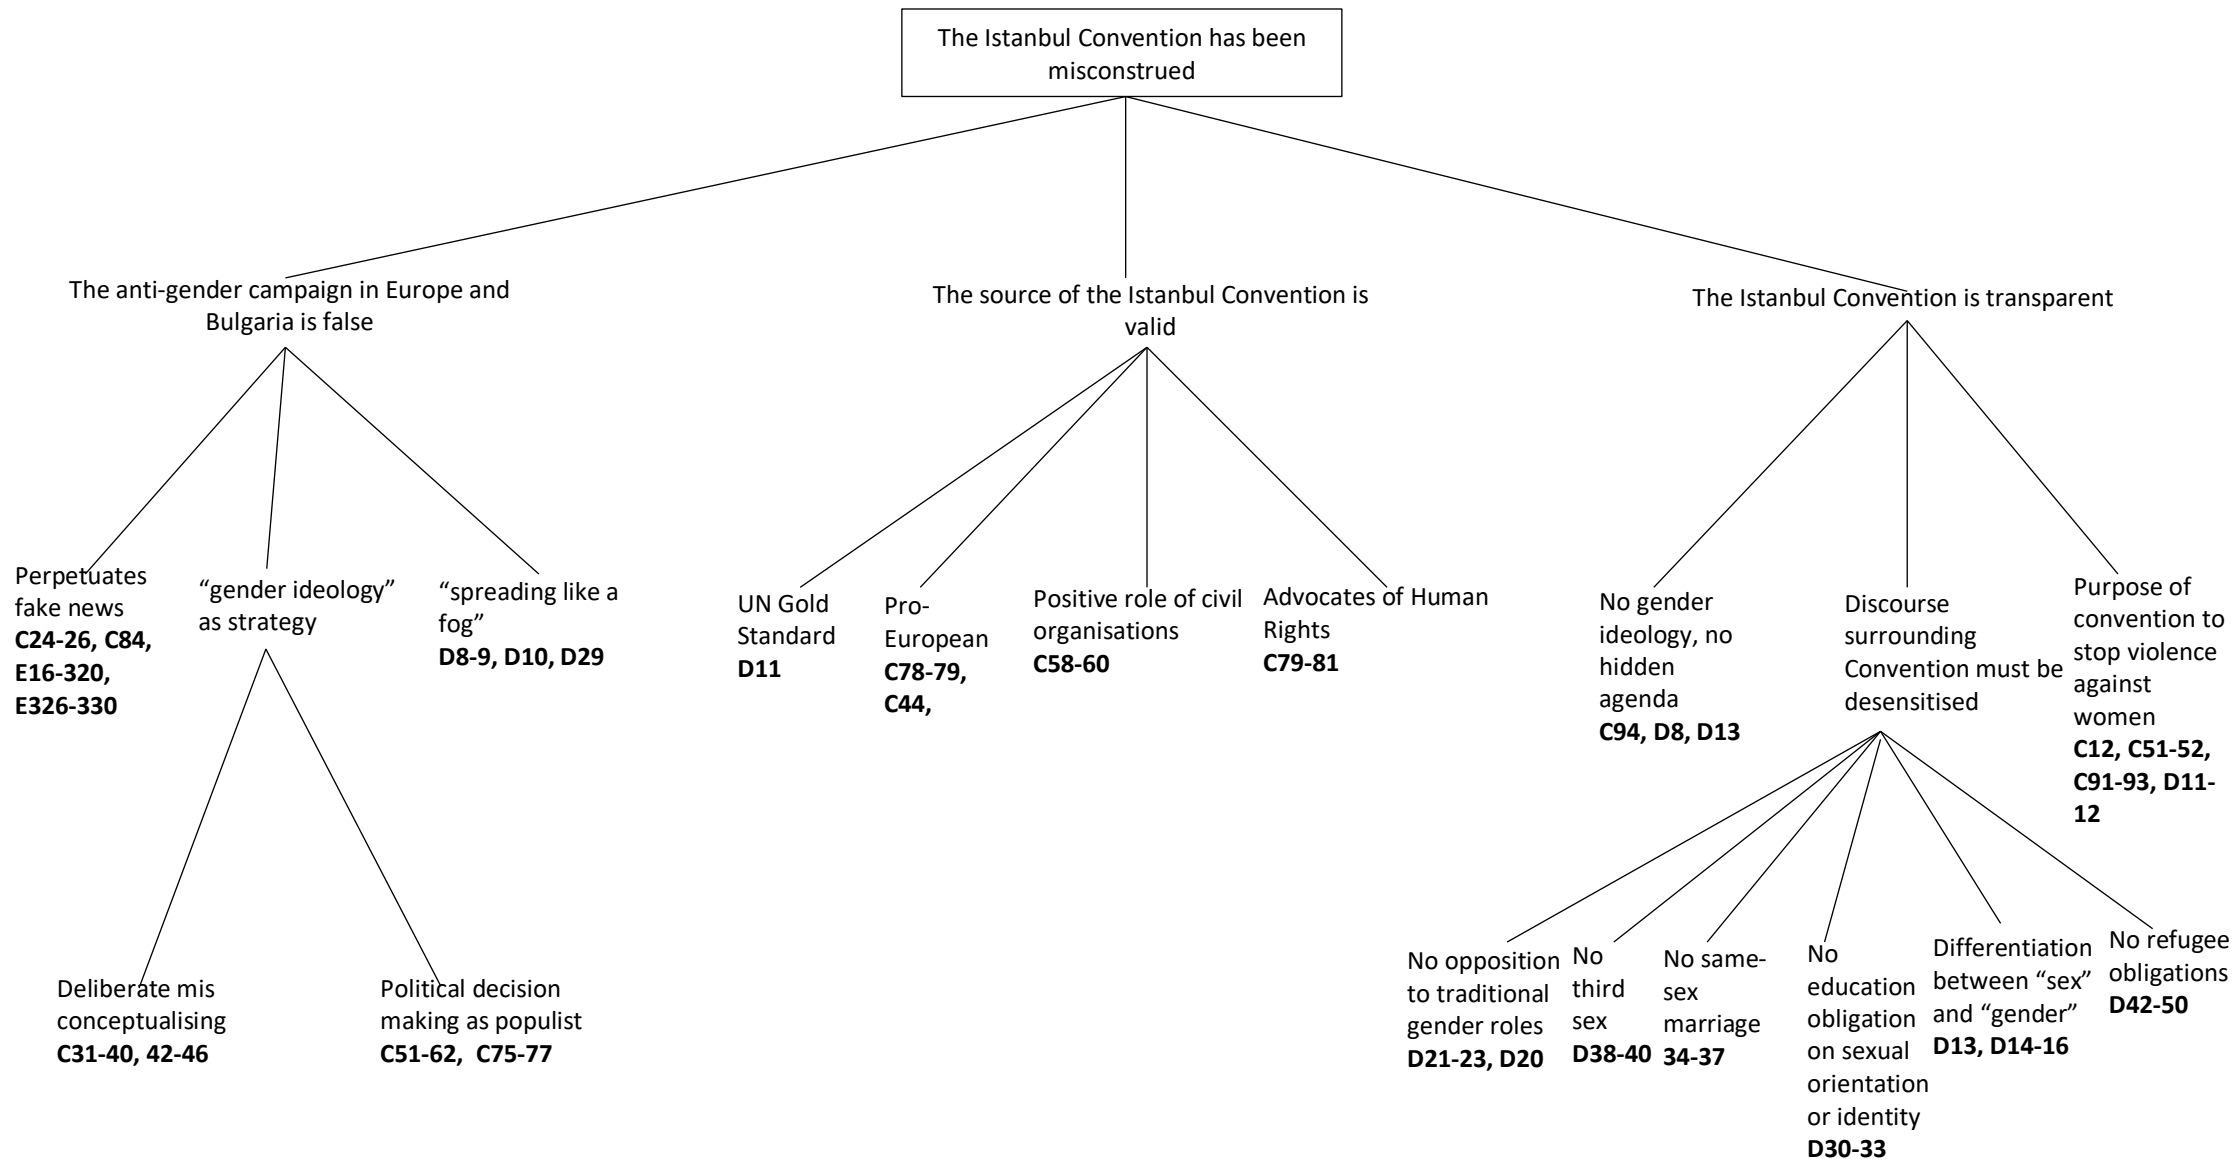 The Istanbul Convention has been
misconstrued
The anti-gender campaign in Europe and
Bulgaria is false
The source of the Istanbul Convention is
valid
The Istanbul Convention is transparent
Perpetuates
fake news
C24-26, C84,
E16-320,
E326-330
“gender ideology”
as strategy
“spreading like a
fog”
D8-9, D10, D29
UN Gold
Standard
D11
Pro-
European
C78-79,
C44,
Positive role of civil
organisations
C58-60
Advocates of Human
Rights
C79-81
No gender
ideology, no
hidden
agenda
C94, D8, D13
Discourse
surrounding
Convention must be
desensitised
Purpose of
convention to
stop violence
against
women
C12, C51-52,
C91-93, D11-
12
Deliberate mis
conceptualising
C31-40, 42-46
Political decision
making as populist
C51-62, C75-77
No opposition
to traditional
gender roles
D21-23, D20
No
third
sex
D38-40
No same-
sex
marriage
34-37
No
education
obligation
on sexual
orientation
or identity
D30-33
Differentiation
between “sex”
and “gender”
D13, D14-16
No refugee
obligations
D42-50